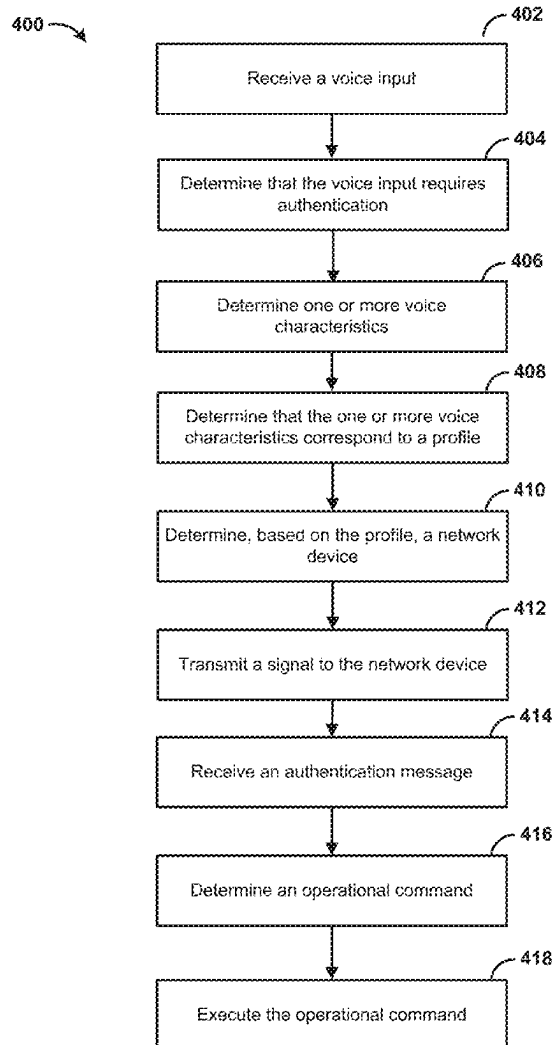 400
402
Receive a voice input
404
Determine that the voice input requires
authentication
406
Determine one or more voice
characteristics
408
Determine that the one or more voice
characteristics correspond to a profile
410
Determine, based on the profile, a network
device
412
Transmit a signal to the network device
414
Receive an authentication message
416
Determine an operational command
418
Execute the operational command